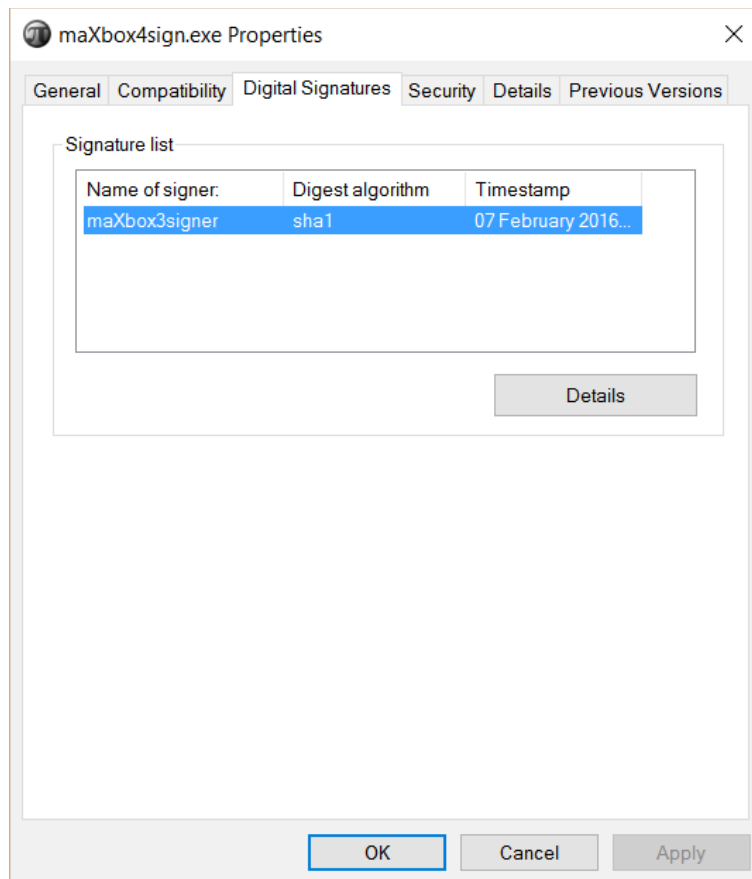 maXbox4sign.exe Properties
General Compatibility Digital Signatures Security Details Previous Versions
Signature list
Name of signer: Digest algorithm Timestamp
maXbox3signer sha1 07 February 2016...
Details
OK Cancel Apply